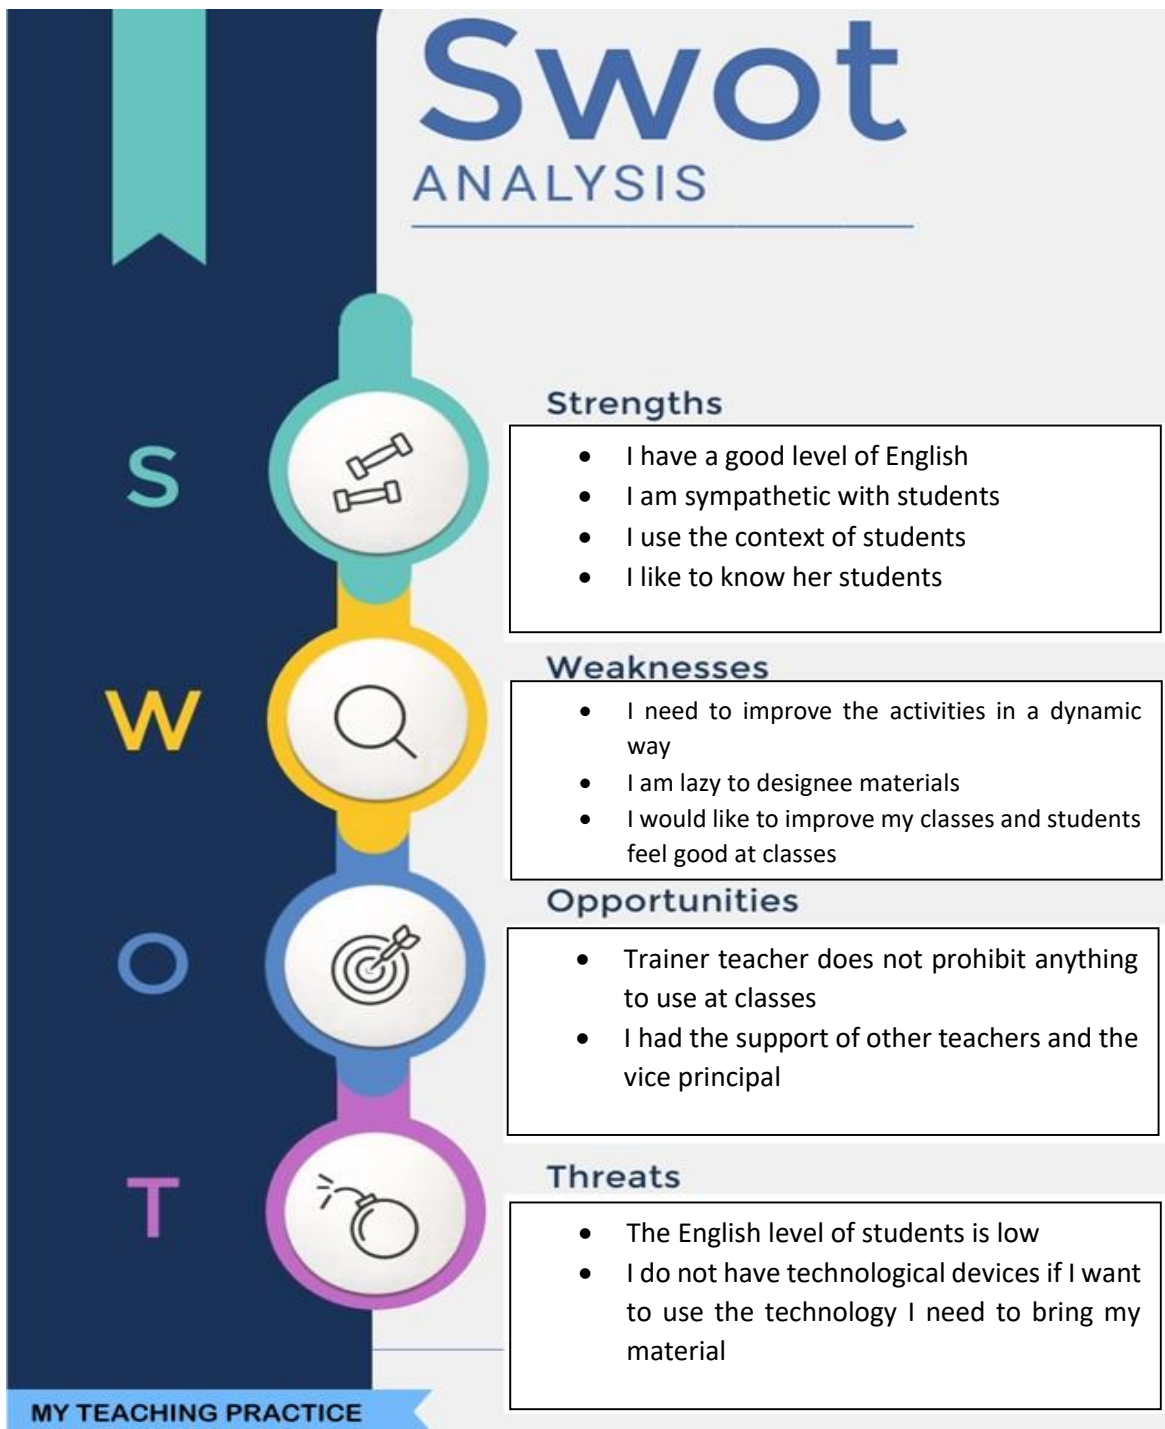 Swot
ANALYSIS
S
Strengths
• I have a good level of English
• I am sympathetic with students
• I use the context of students
• I like to know her students
W
Weaknesses
• I need to improve the activities in a dynamic
way
• I am lazy to designee materials
• I would like to improve my classes and students
feel good at classes
O
Opportunities
• Trainer teacher does not prohibit anything
to use at classes
• I had the support of other teachers and the
vice principal
T
Threats
• The English level of students is low
• I do not have technological devices if I want
to use the technology I need to bring my
material
MY TEACHING PRACTICE